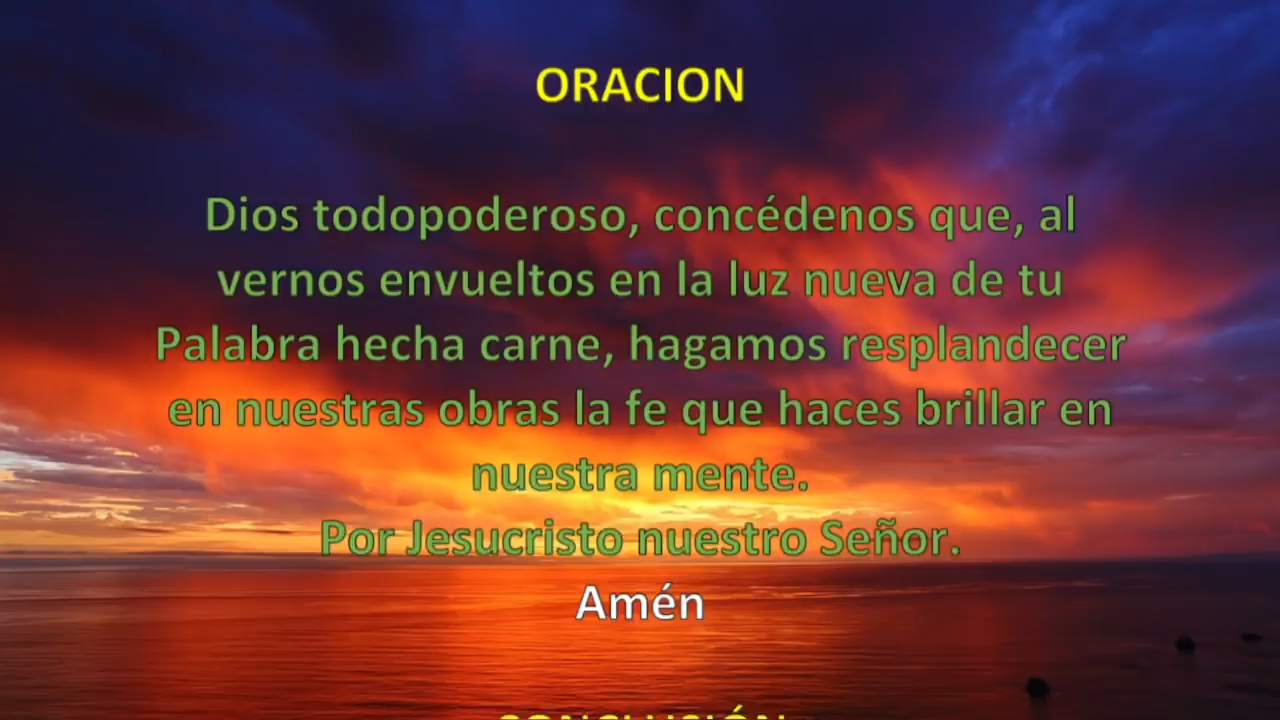 ORACION
Dios todopoderoso, concédenos que, al
vernos envueltos en la luz nueva de tu
Palabra hecha carne, hagamos resplandecer
en nuestras obras la fe que haces brillar en
nuestra mente.
Por Jesucristo nuestro Señor.
Amén